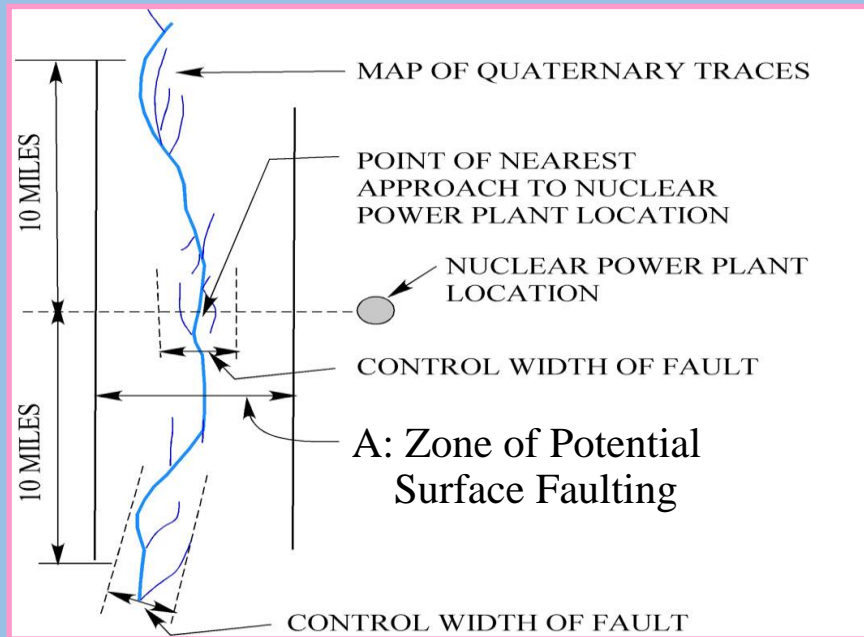 MAP OF QUATERNARY TRACES
10 MILES
POINT OF NEAREST
APPROACH TO NUCLEAR
POWER PLANT LOCATION
NUCLEAR POWER PLANT
LOCATION
CONTROL WIDTH OF FAULT
10 MILES
A: Zone of Potential
Surface Faulting
CONTROL WIDTH OF FAULT